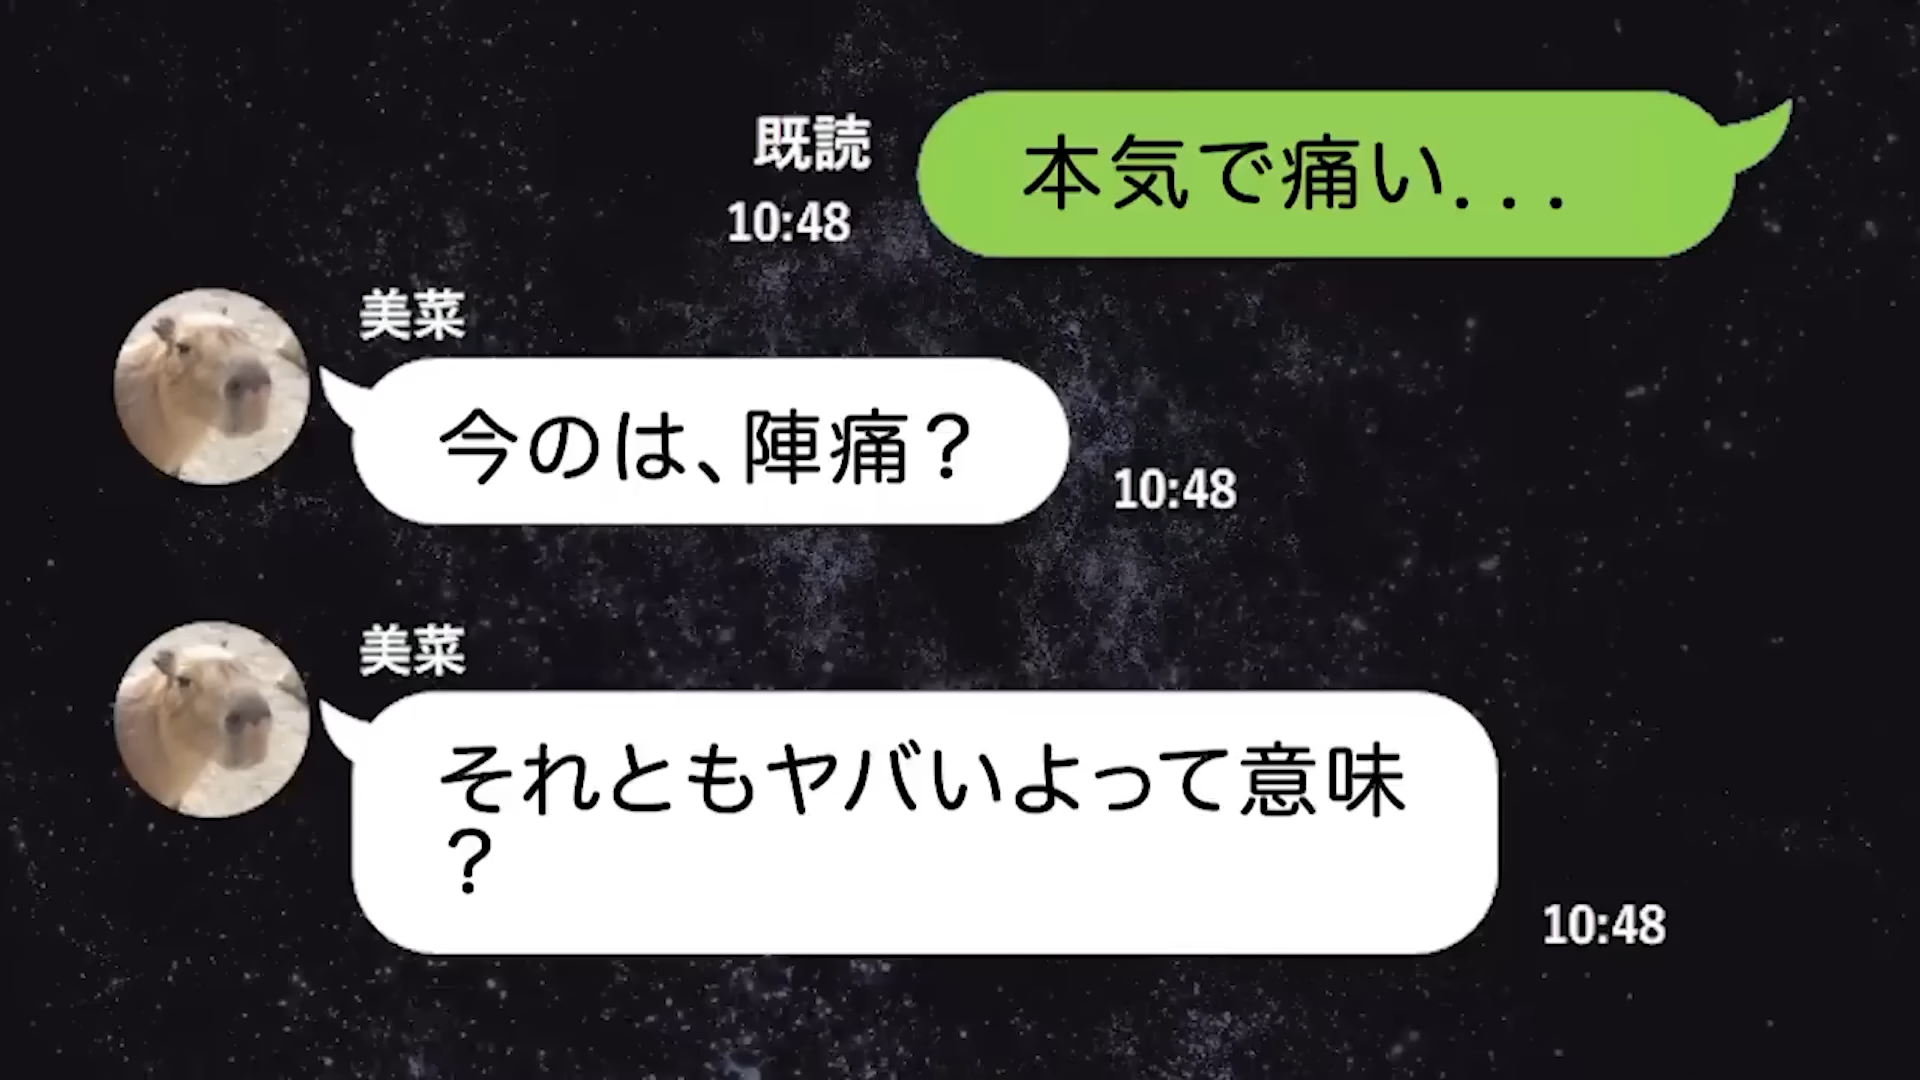 本気で痛い...
既読
10:48
美菜
今のは、陣痛？
10:48
美菜
それともヤバいよって意味
？
10:48